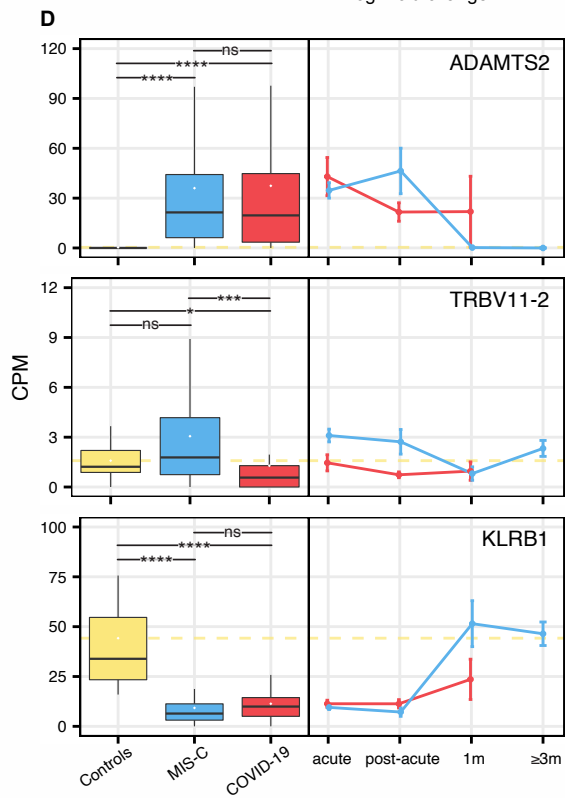 D
ADAMTS2
120
90
60
30
0
ns
****
****
TRBV11-2
12
9
6
3
0
***
*
ns
CPM
KLRB1
100
75
50
25
0
ns
****
****
Controls
MIS-C
COVID-19
acute
post-acute
1m
≥3m